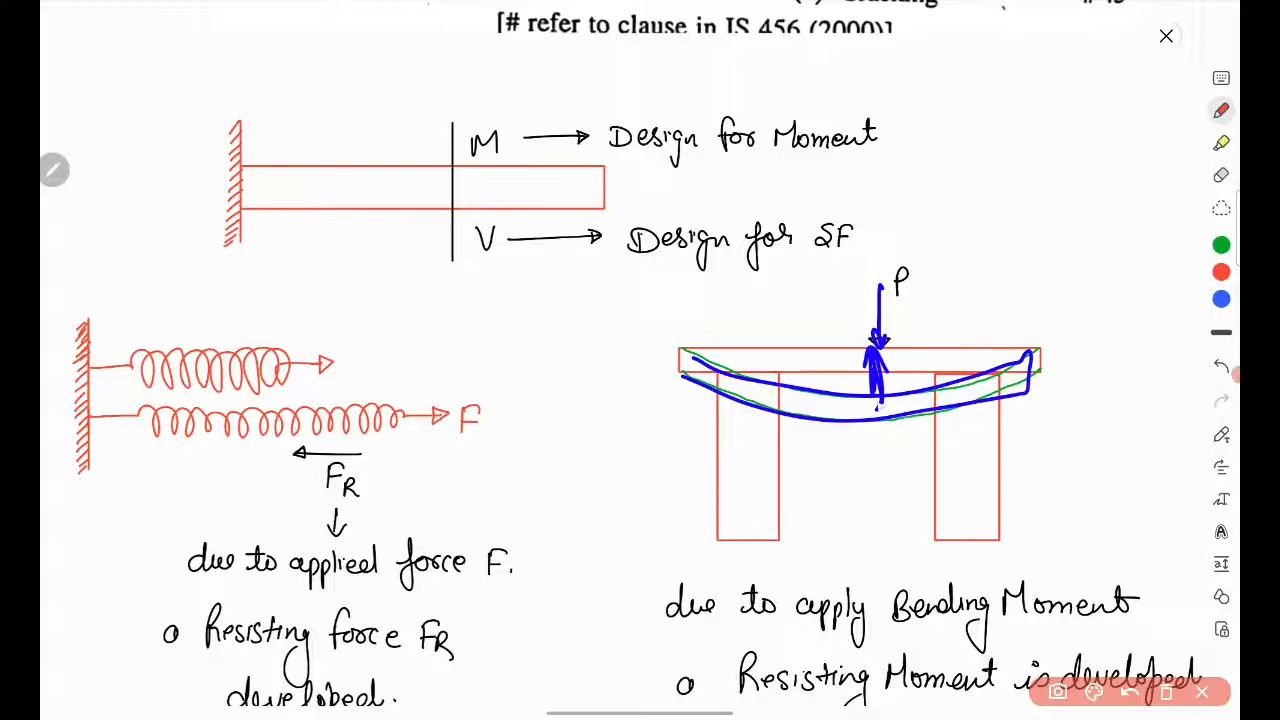 [# refer to clause in IS 456 (2000)]
M → Design for Moment
V → Design for SF
P
F
FR
due to applied force F.
o Resisting force FR
developed.
due to apply Bending Moment
o Resisting Moment is developed